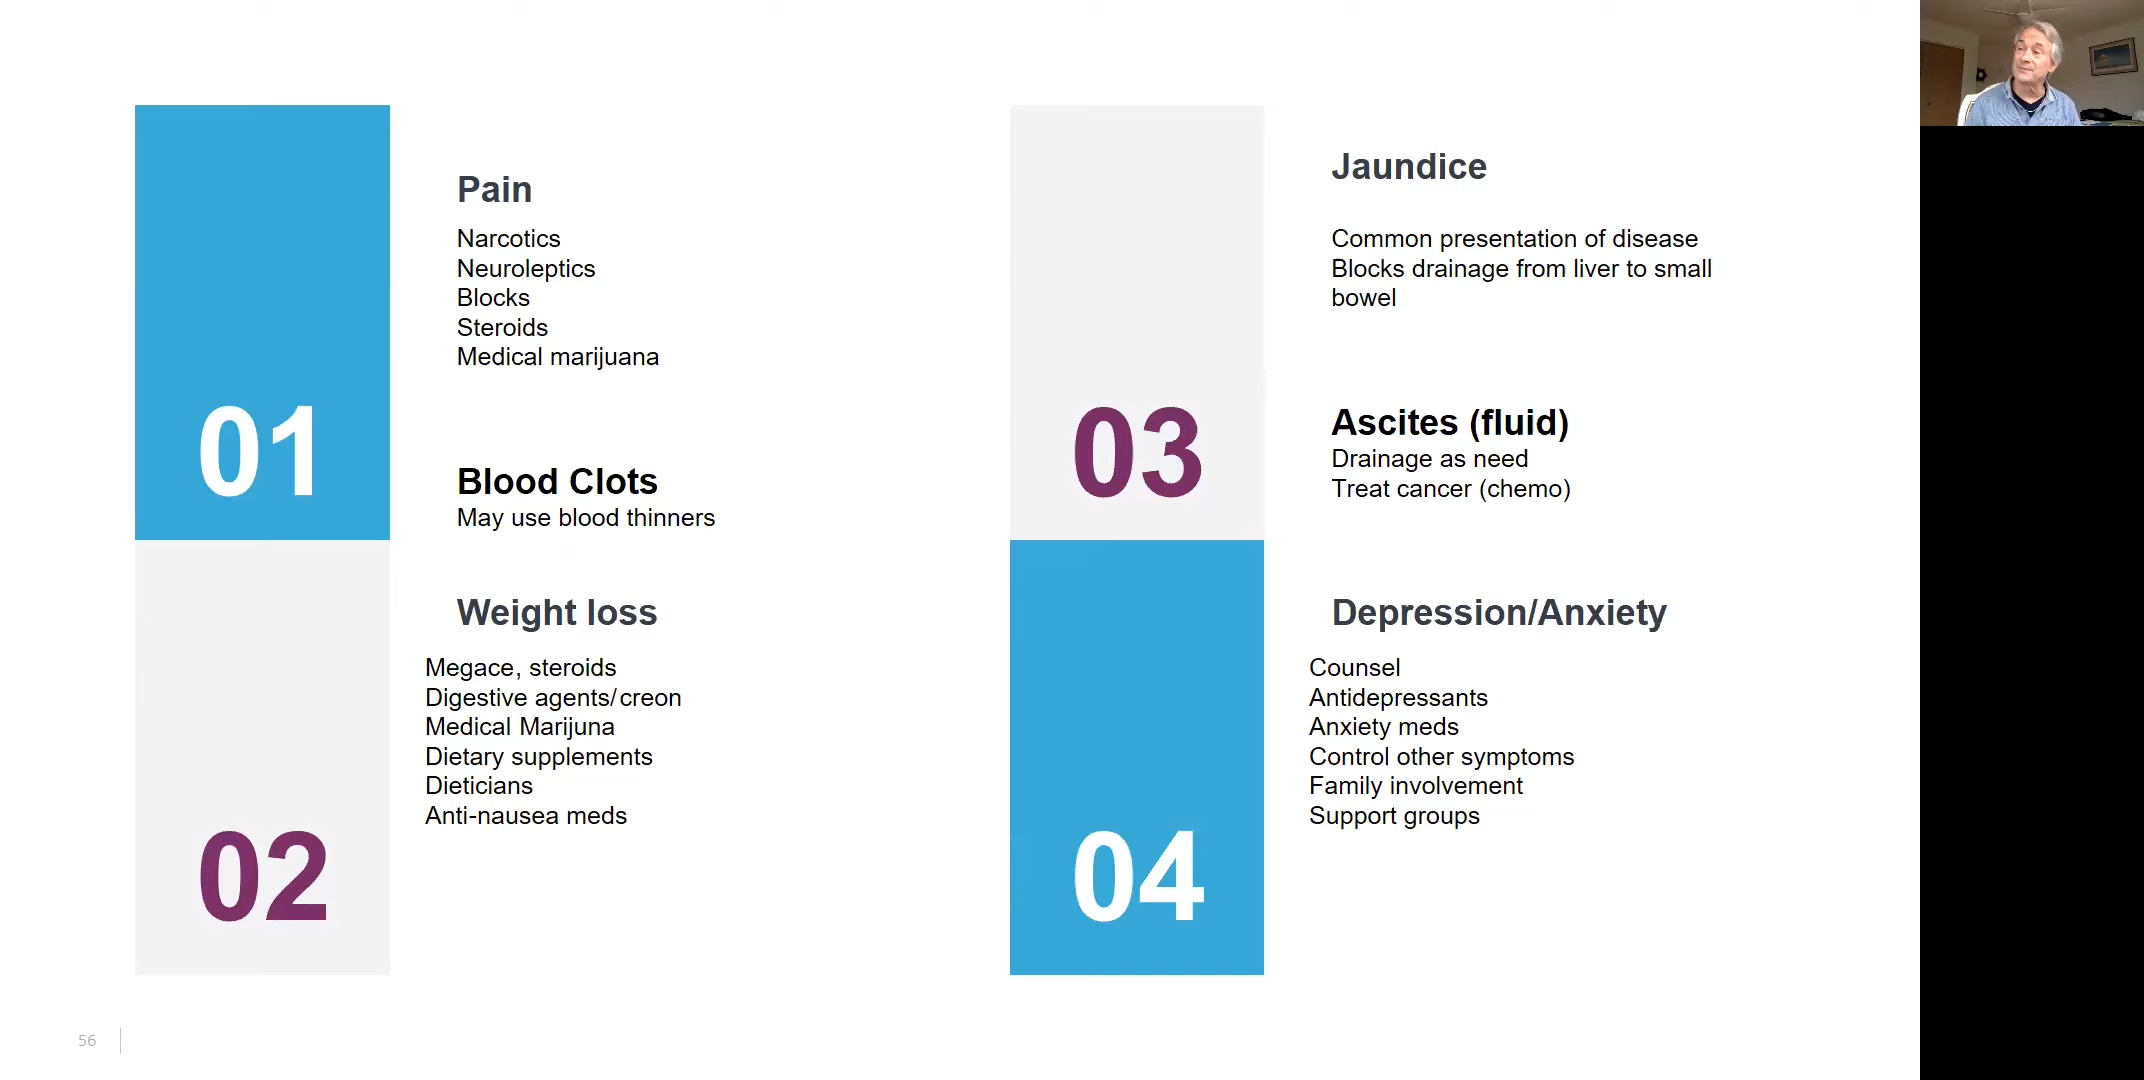 Pain
Narcotics
Neuroleptics
Blocks
Steroids
Medical marijuana
01
Blood Clots
May use blood thinners
Weight loss
Megace, steroids
Digestive agents/creon
Medical Marijuna
Dietary supplements
Dieticians
Anti-nausea meds
02
Jaundice
Common presentation of disease
Blocks drainage from liver to small
bowel
03
Ascites (fluid)
Drainage as need
Treat cancer (chemo)
Depression/Anxiety
Counsel
Antidepressants
Anxiety meds
Control other symptoms
Family involvement
Support groups
04
56